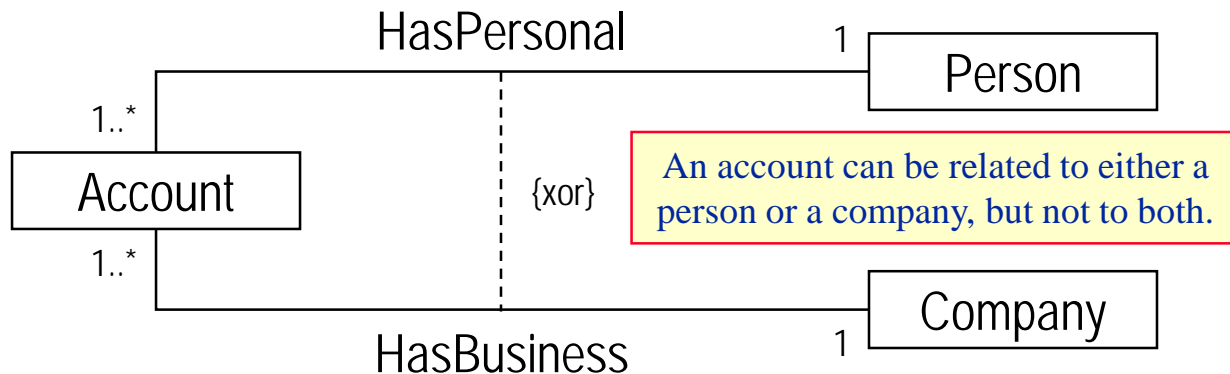 HasPersonal
1
Person
1..*
Account
{xor}
An account can be related to either a
person or a company, but not to both.
1..*
Company
HasBusiness
1